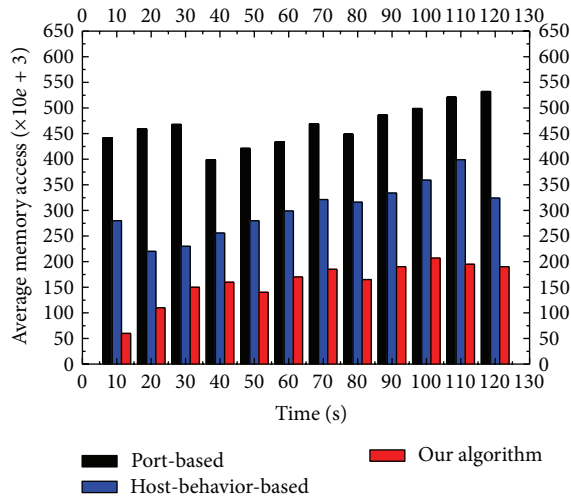 0 10 20 30 40 50 60 70 80 90 100 110 120 130
650 650
600 600
550 550
500 500
450 450
400 400
350 350
300 300
250 250
200 200
150 150
100 100
50 50
0 0
0 10 20 30 40 50 60 70 80 90 100 110 120 130
Average memory access (×10e + 3)
Time (s)
Port-based
Host-behavior-based
Our algorithm